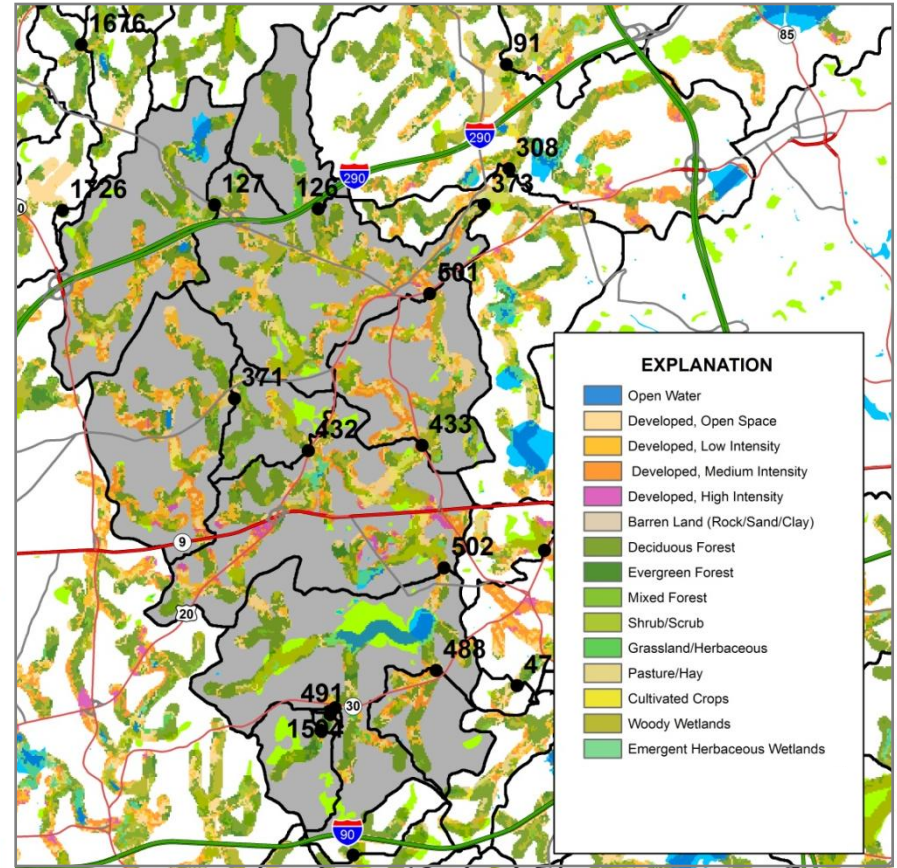 1676
91
85
290
308
290
373
1726
127
126
501
371
432
433
9
502
20
488
47
491
30
1504
90
EXPLANATION
Open Water
Developed, Open Space
Developed, Low Intensity
Developed, Medium Intensity
Developed, High Intensity
Barren Land (Rock/Sand/Clay)
Deciduous Forest
Evergreen Forest
Mixed Forest
Shrub/Scrub
Grassland/Herbaceous
Pasture/Hay
Cultivated Crops
Woody Wetlands
Emergent Herbaceous Wetlands